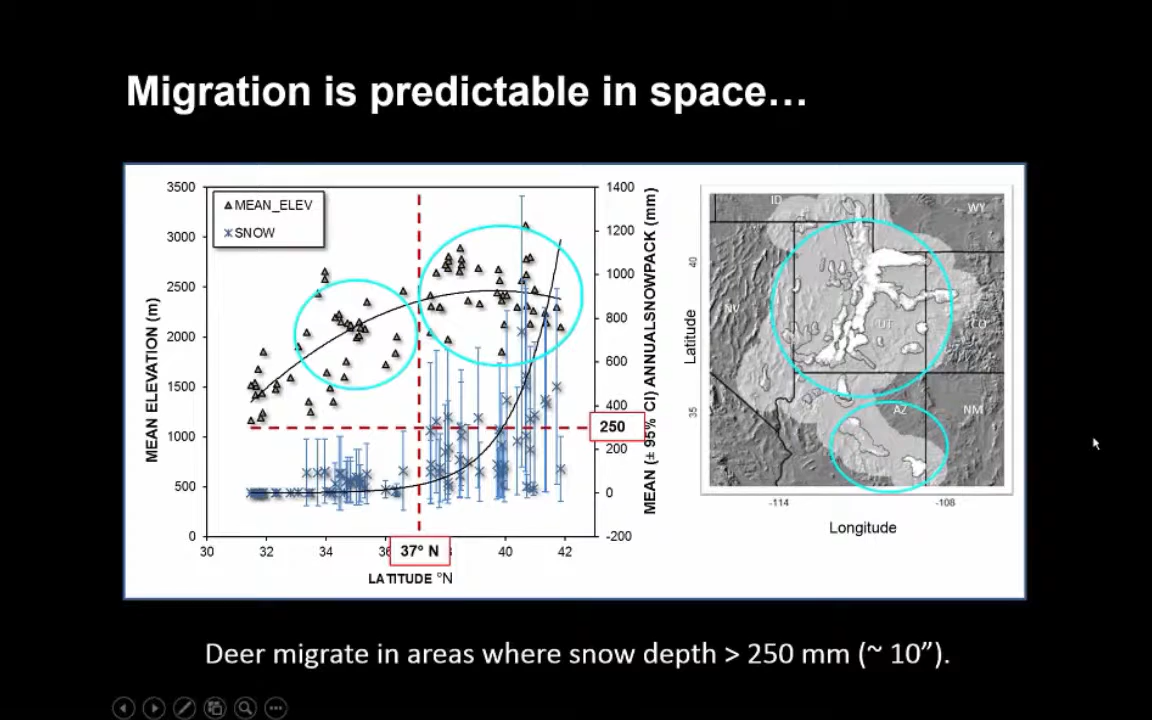 Migration is predictable in space…
MEAN_ELEV
SNOW
MEAN ELEVATION (m)
3500
3000
2500
2000
1500
1000
500
0
30
32
34
36
37° N
40
42
LATITUDE °N
1400
1200
1000
800
600
400
250
200
0
-200
MEAN (± 95% CI) ANNUALSNOWPACK (mm)
Latitude
40
35
ID
WY
NV
UT
CO
AZ
NM
-114
-108
Longitude
Deer migrate in areas where snow depth > 250 mm (~ 10”).